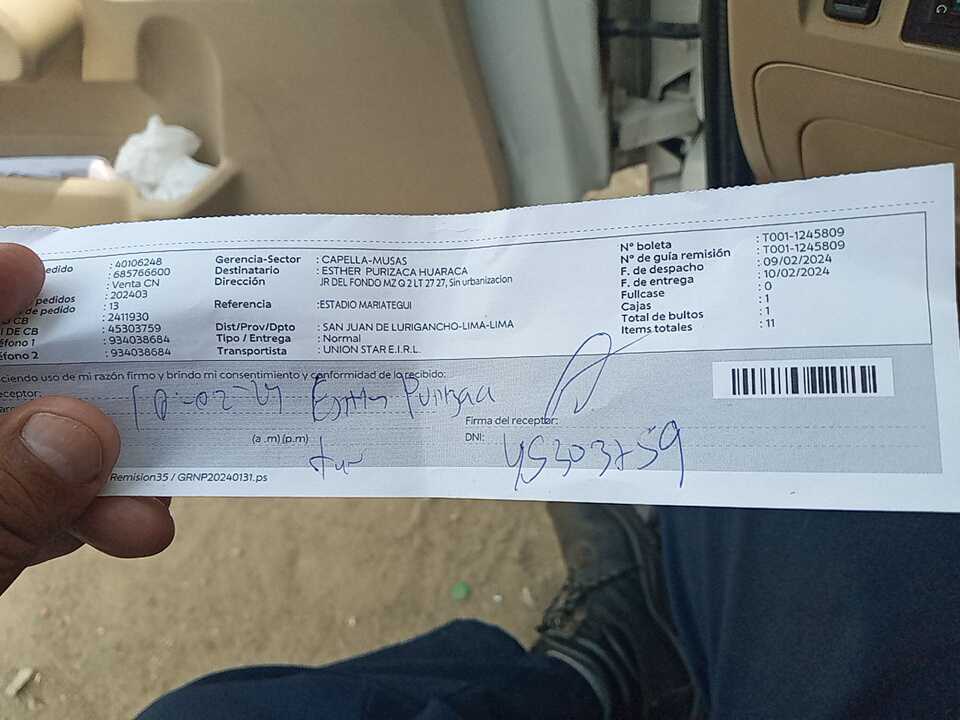 edido : 40106248
: 685766600
: Venta CN
: 202403
pedidos : 13
de pedido : 2411930
CB
DE CB : 45303759
éfono 1 : 934038684
fono 2 : 934038684
Gerencia-Sector : CAPELLA-MUSAS
Destinatario : ESTHER PURIZACA HUARACA
Dirección JR DEL FONDO MZ Q 2 LT 27 27, Sin urbanizacion
Referencia :ESTADIO MARIATEGUI
Dist/Prov/Dpto : SAN JUAN DE LURIGANCHO-LIMA-LIMA
Tipo / Entrega : Normal
Transportista : UNION STAR E.I.R.L.
N° boleta : T001-1245809
N° de guía remisión : T001-1245809
F. de despacho : 09/02/2024
F. de entrega : 10/02/2024
Fullcase : 0
Cajas : 1
Total de bultos : 1
Items totales : 11
ciendo uso de mi razón firmo y brindo mi consentimiento y conformidad de lo recibido:
eceptor: 10-02-24 Esther Purizaca
Firma del receptor:
(a .m) (p.m)
DNI: 45303759
Remision35 / GRNP20240131.ps